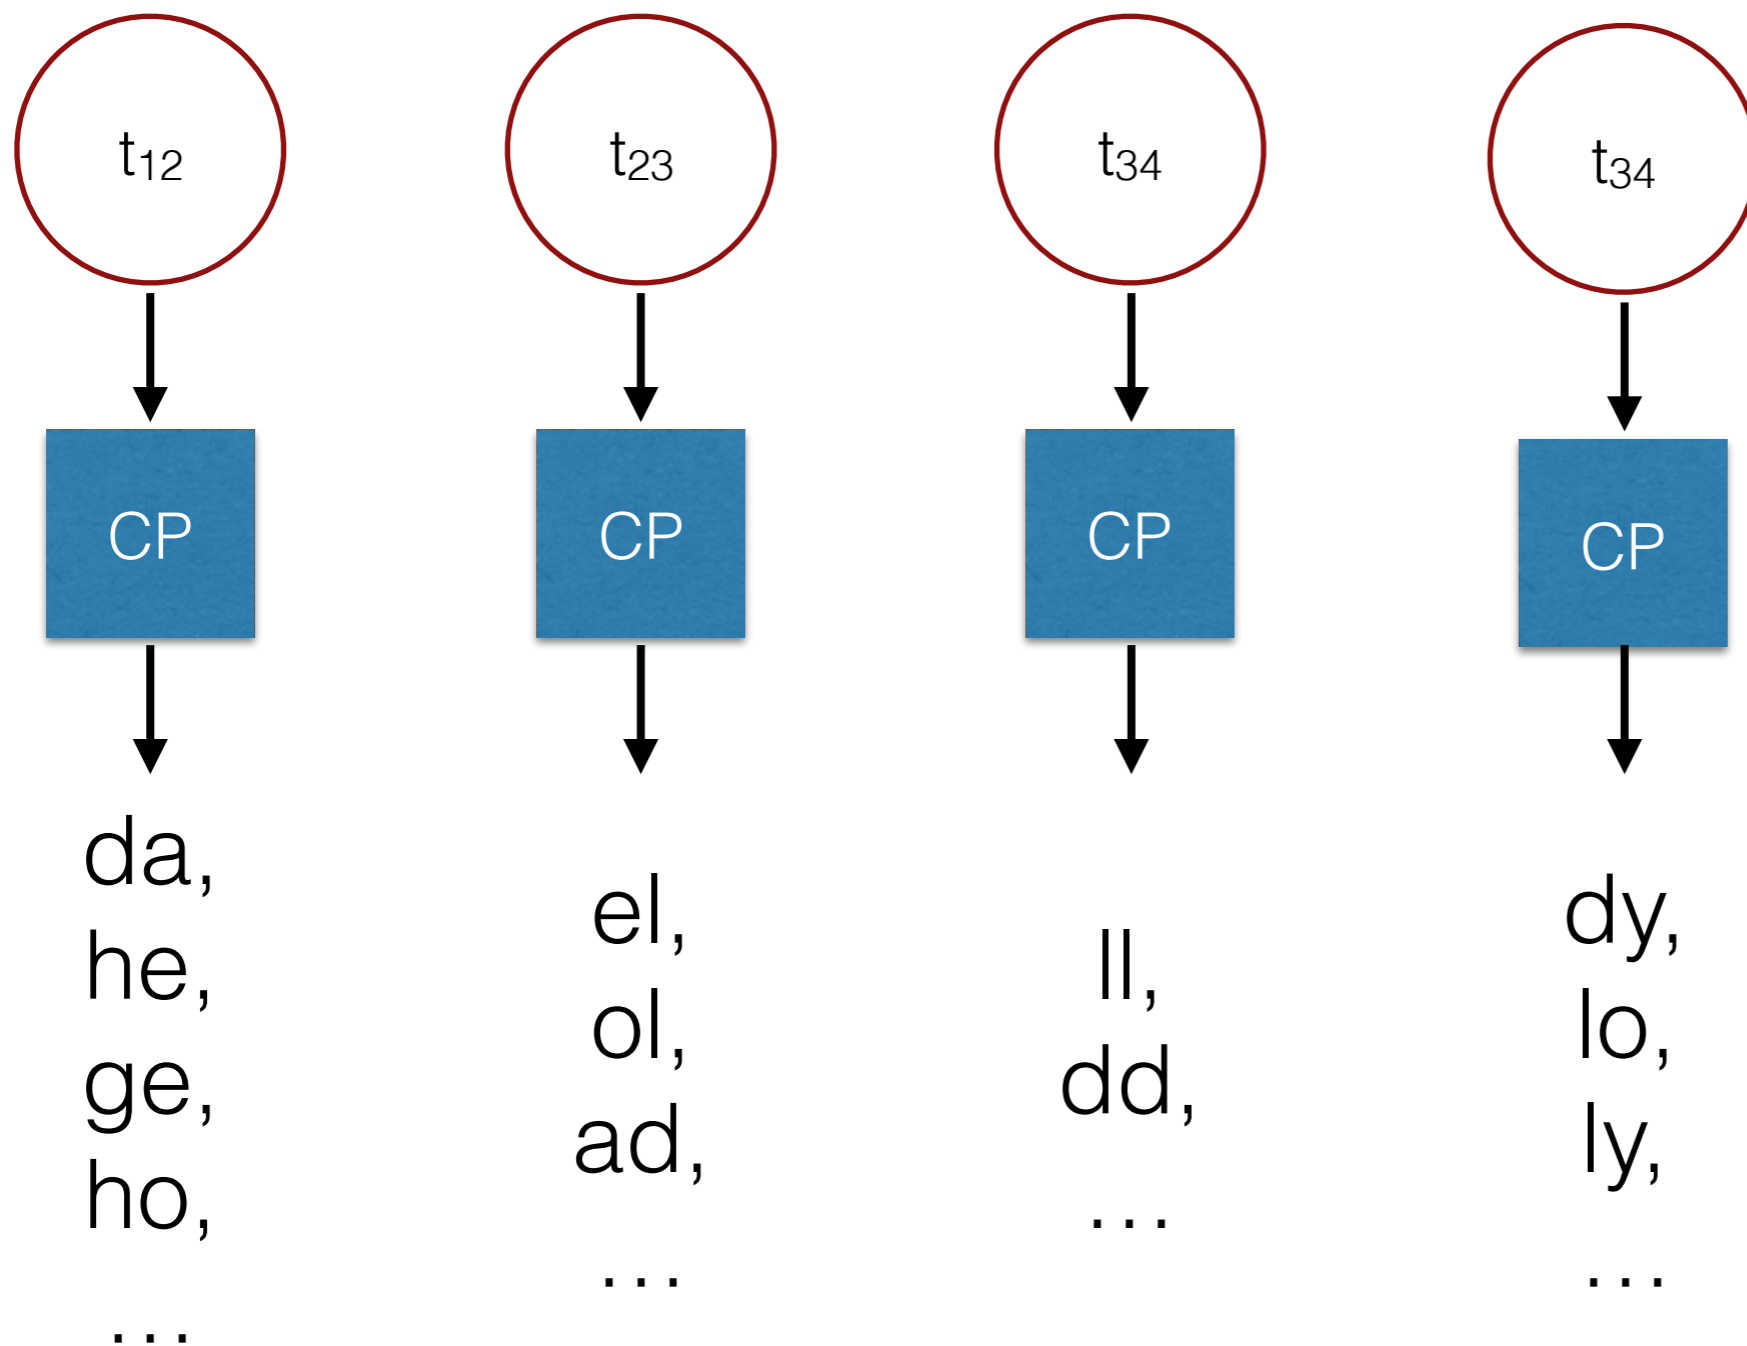 t₁₂
t₂₃
t₃₄
t₃₄
CP
CP
CP
CP
da,
he,
ge,
ho,
...
el,
ol,
ad,
...
ll,
dd,
...
dy,
lo,
ly,
...